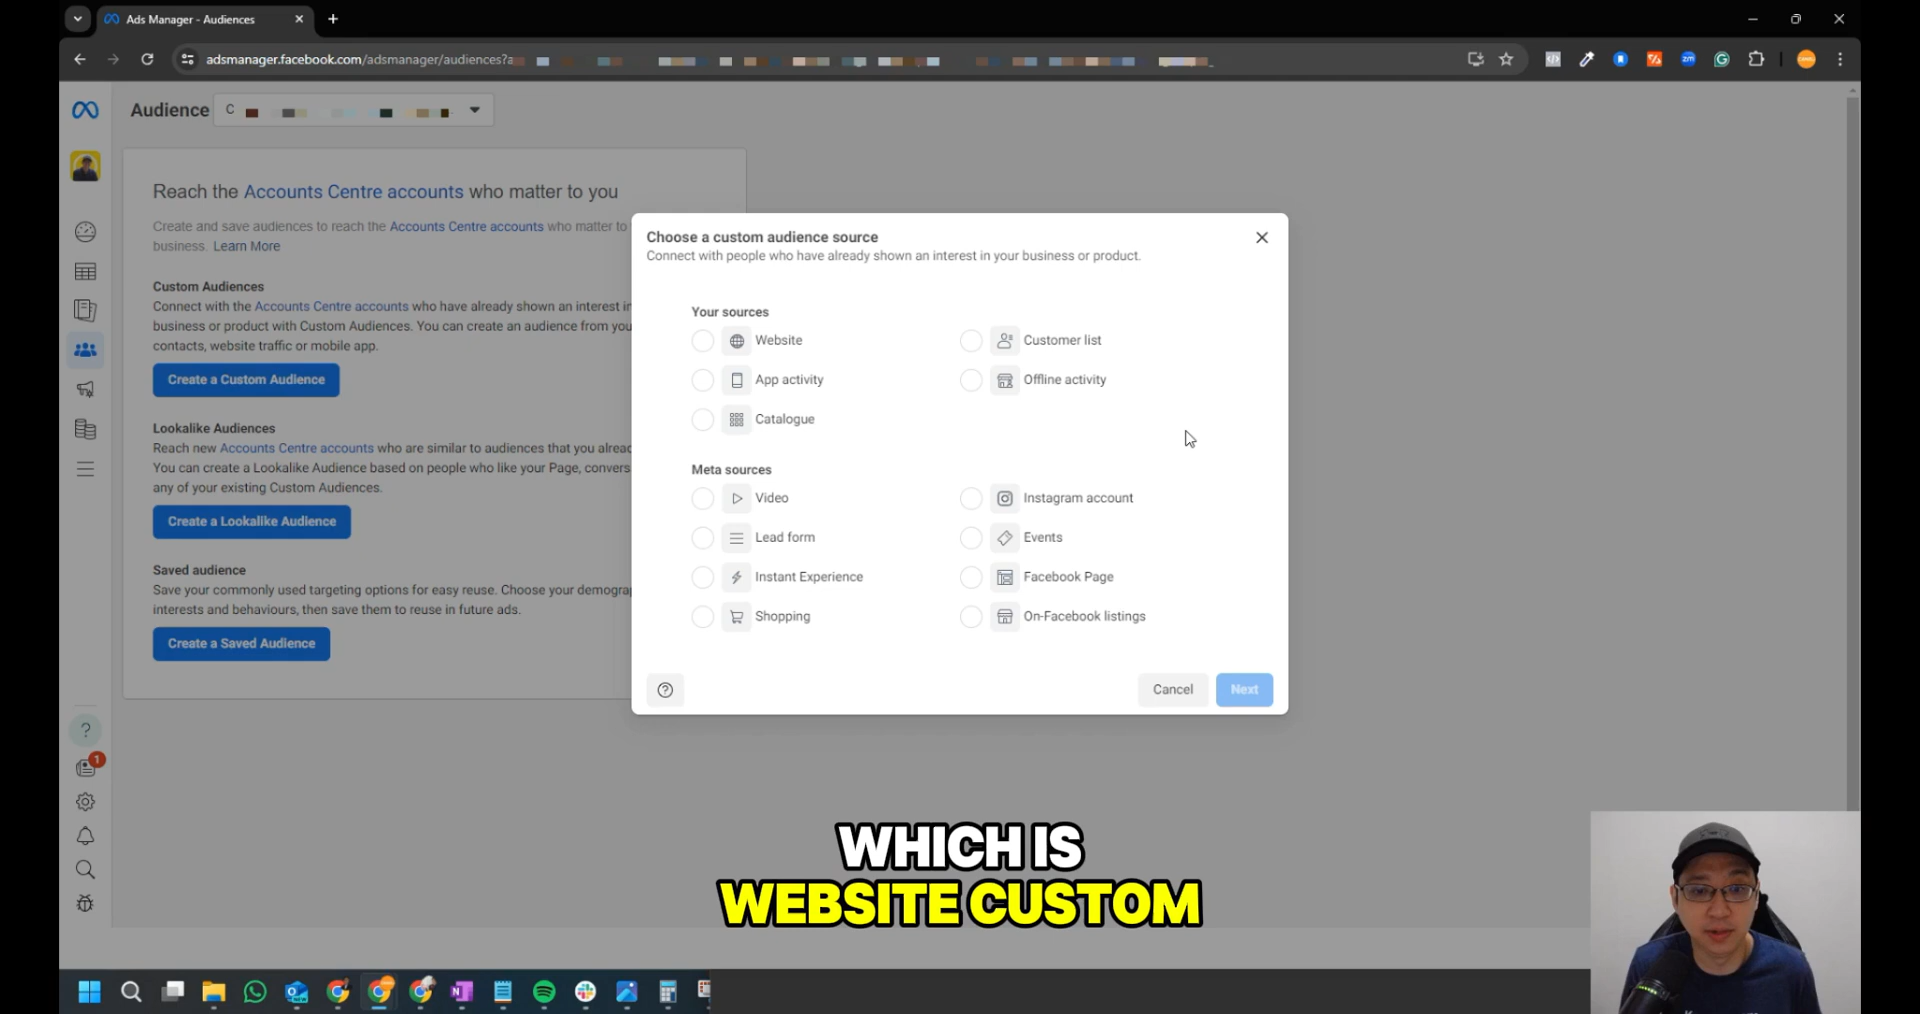 Ads Manager - Audiences
adsmanager.facebook.com/adsmanager/audiences?a
Audience
C
Reach the Accounts Centre accounts who matter to you
Create and save audiences to reach the Accounts Centre accounts who matter to
business. Learn More
Custom Audiences
Connect with the Accounts Centre accounts who have already shown an interest in
business or product with Custom Audiences. You can create an audience from you
contacts, website traffic or mobile app.
Create a Custom Audience
Lookalike Audiences
Reach new Accounts Centre accounts who are similar to audiences that you alread
You can create a Lookalike Audience based on people who like your Page, convers
any of your existing Custom Audiences.
Create a Lookalike Audience
Saved audience
Save your commonly used targeting options for easy reuse. Choose your demogra
interests and behaviours, then save them to reuse in future ads.
Create a Saved Audience
Choose a custom audience source
Connect with people who have already shown an interest in your business or product.
Your sources
Website
Customer list
App activity
Offline activity
Catalogue
Meta sources
Video
Instagram account
Lead form
Events
Instant Experience
Facebook Page
Shopping
On-Facebook listings
Cancel
Next
1
WHICH IS
WEBSITE CUSTOM